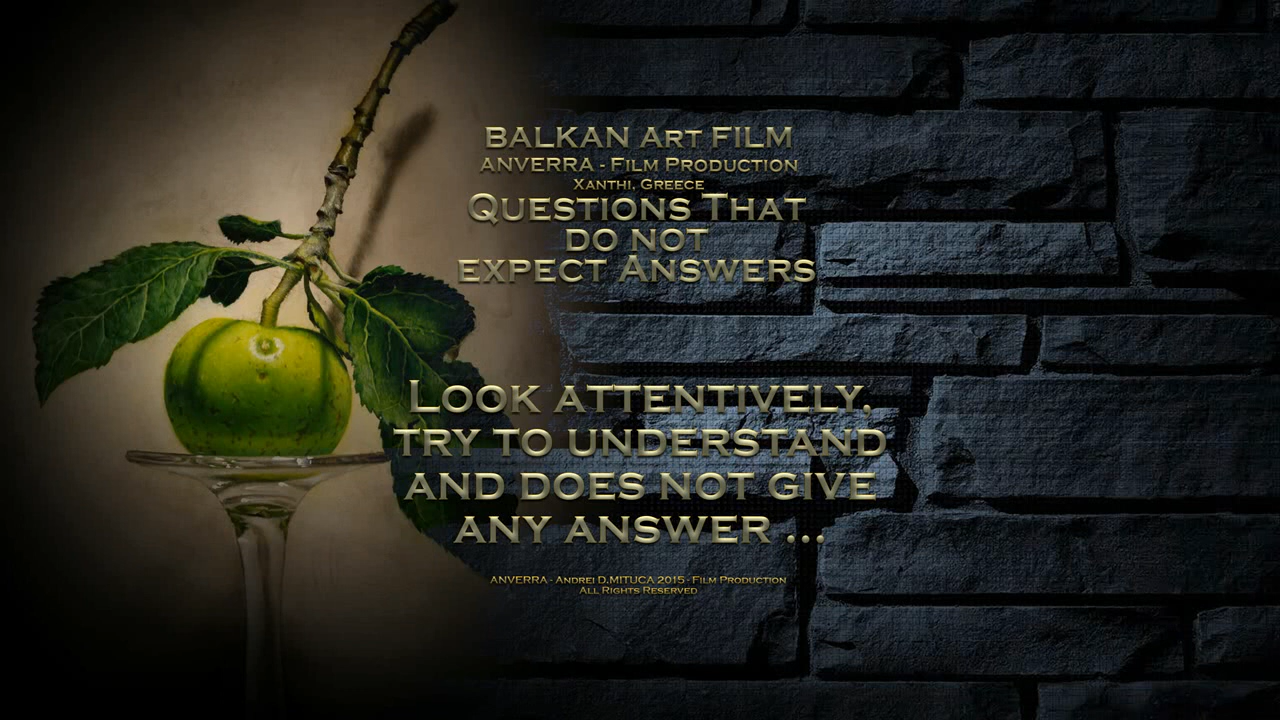 BALKAN Art FILM
ANVERRA - Film Production
Xanthi, Greece
Questions That
do not
expect Answers
Look attentively,
try to understand
and does not give
any answer ...
ANVERRA - Andrei D.MITUCA 2015 - Film Production
All Rights Reserved